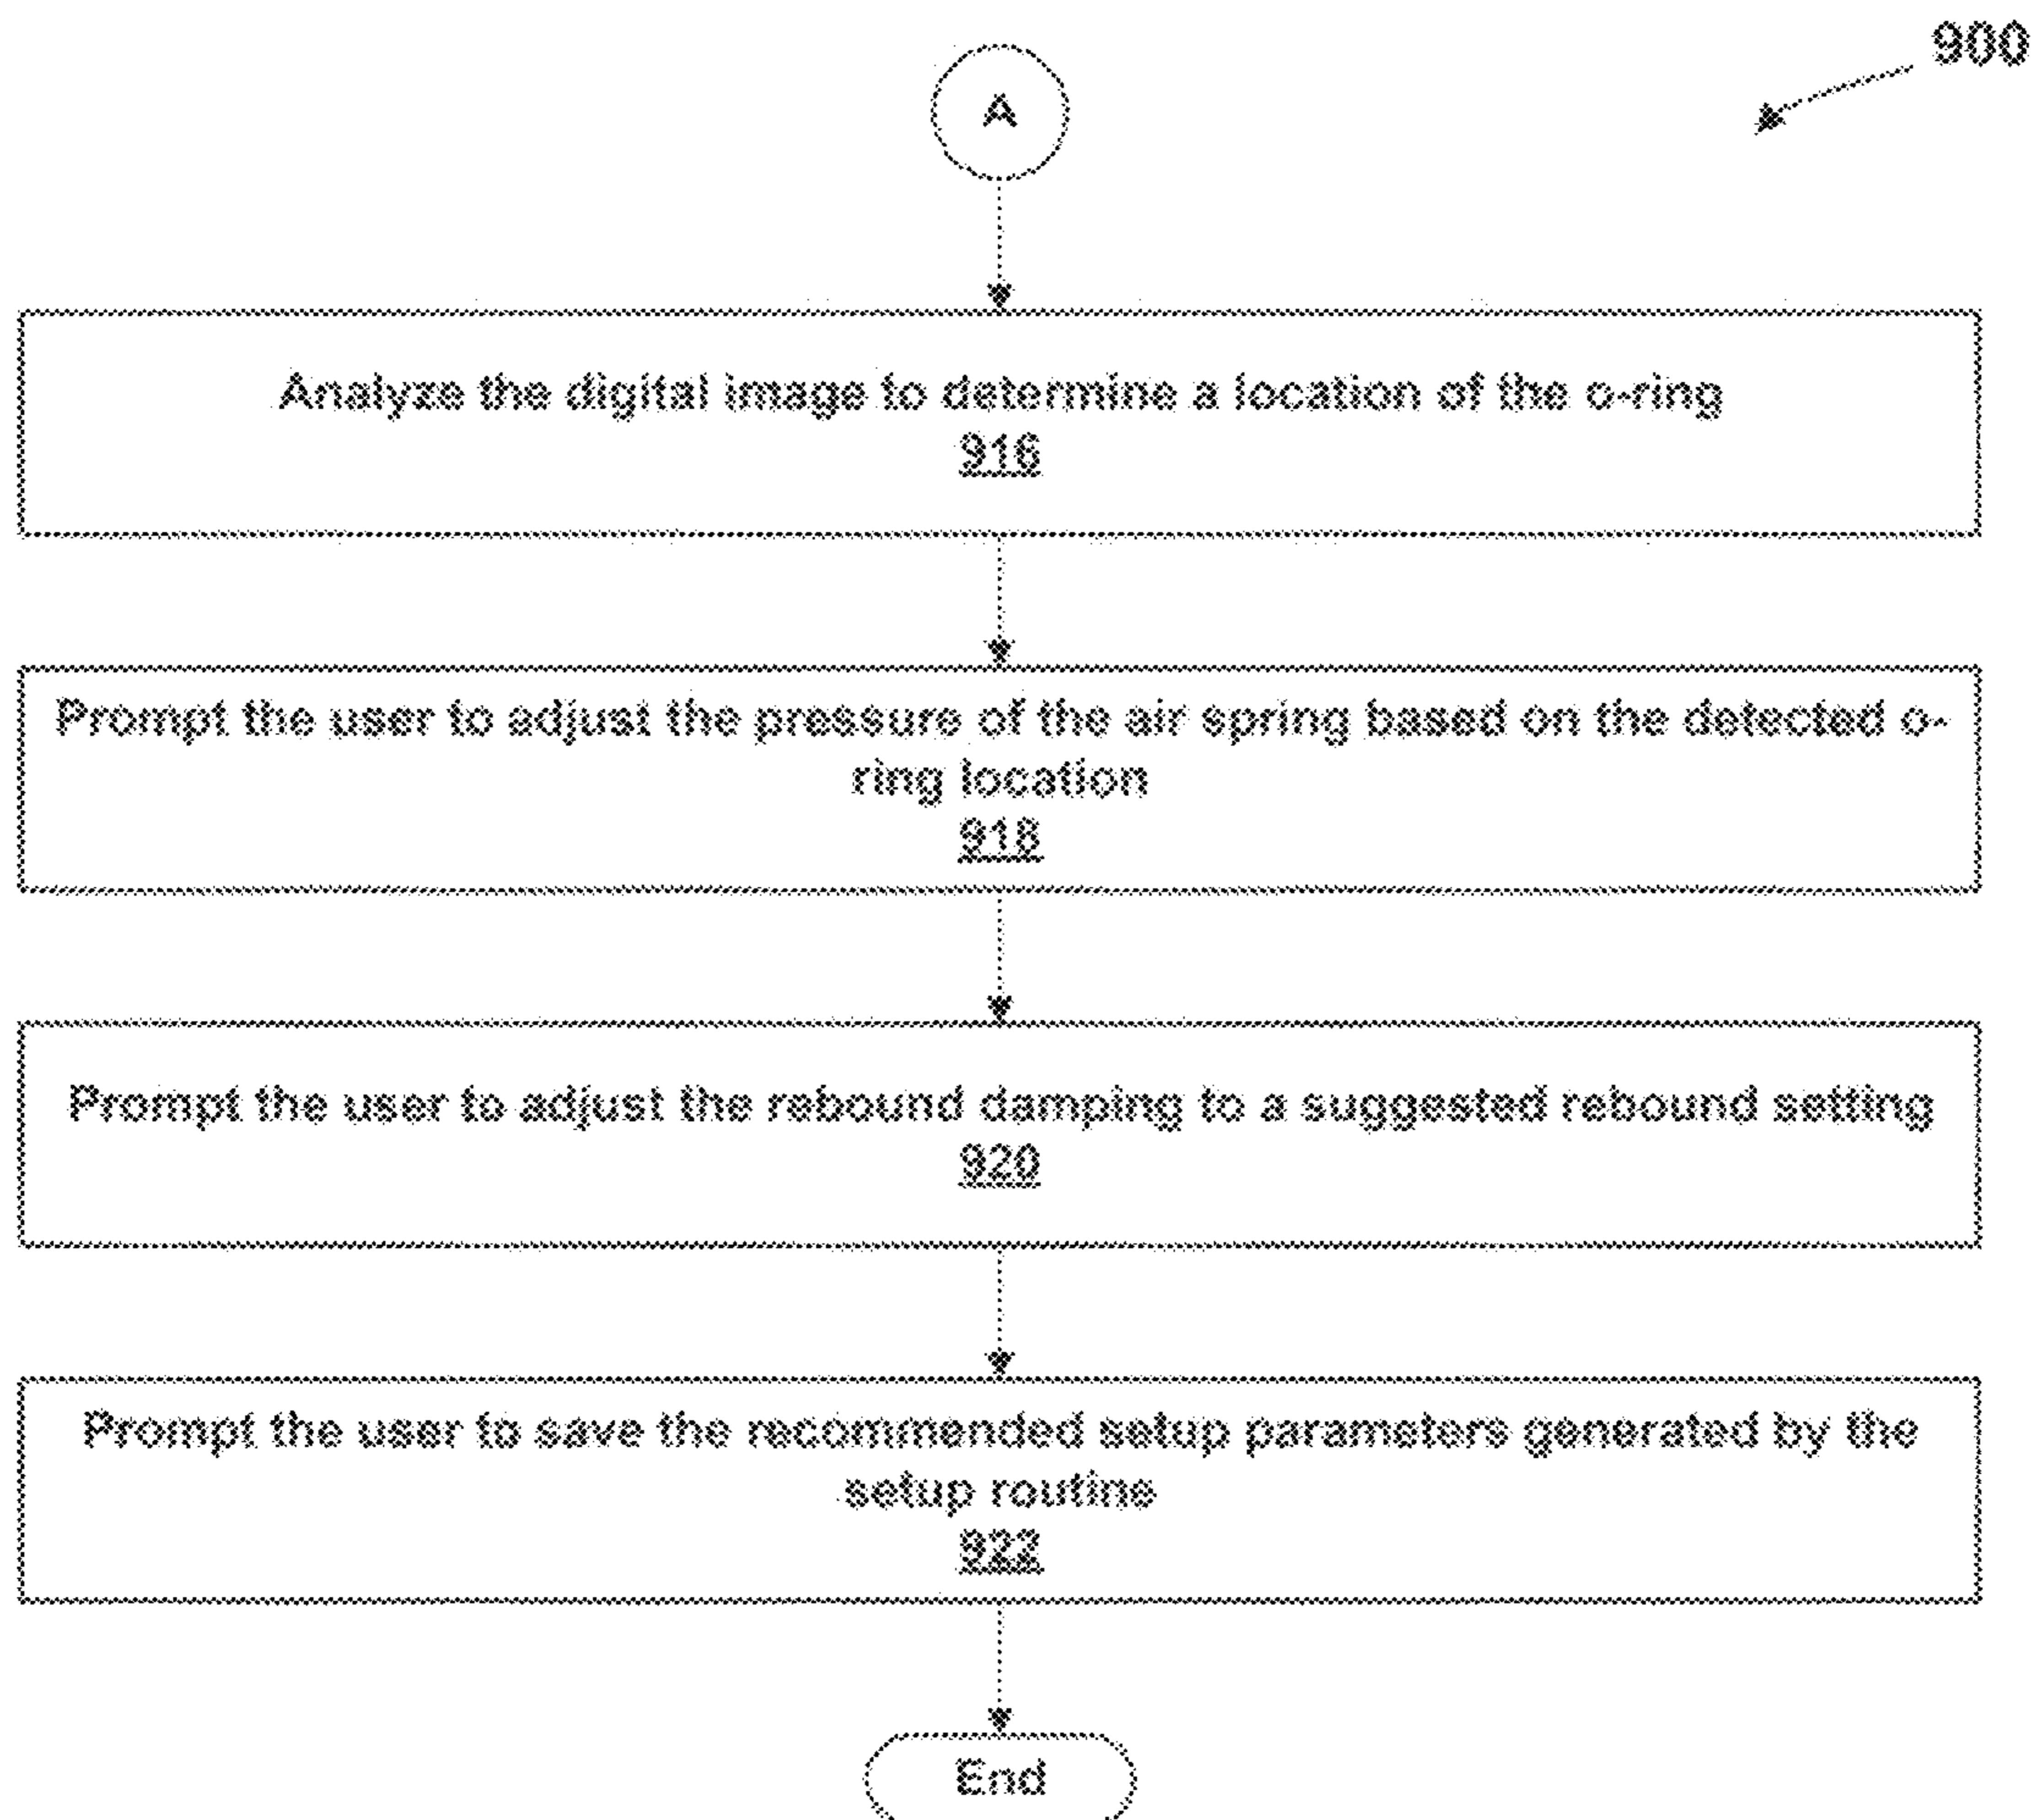 900
A
Analyze the digital image to determine a location of the o-ring
916
Prompt the user to adjust the pressure of the air spring based on the detected o-
ring location
918
Prompt the user to adjust the rebound damping to a suggested rebound setting
920
Prompt the user to save the recommended setup parameters generated by the
setup routine
922
End